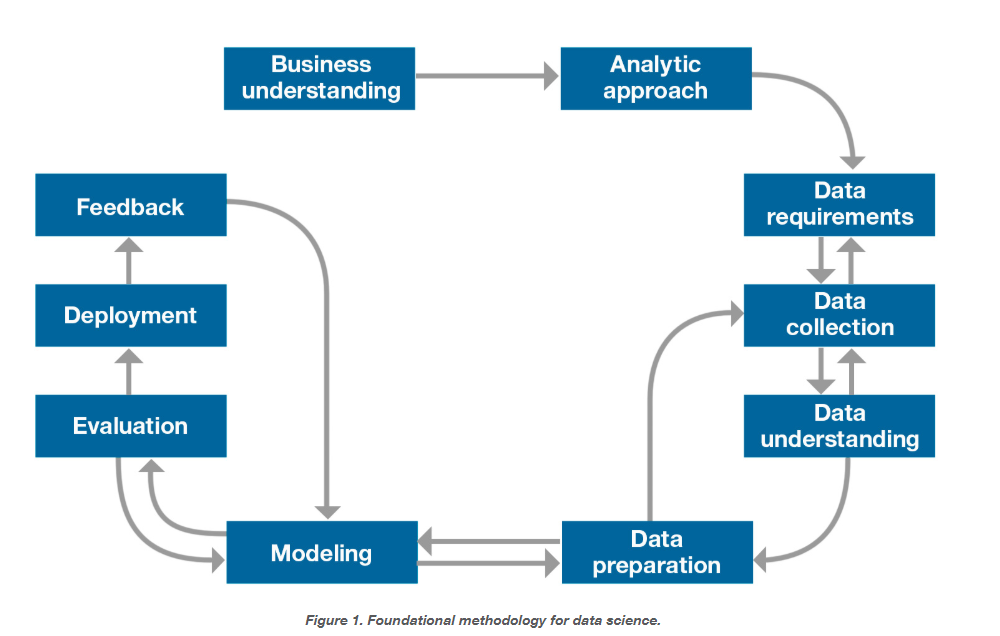 Business
understanding
Analytic
approach
Data
requirements
Data
collection
Data
understanding
Data
preparation
Modeling
Evaluation
Deployment
Feedback
Figure 1. Foundational methodology for data science.